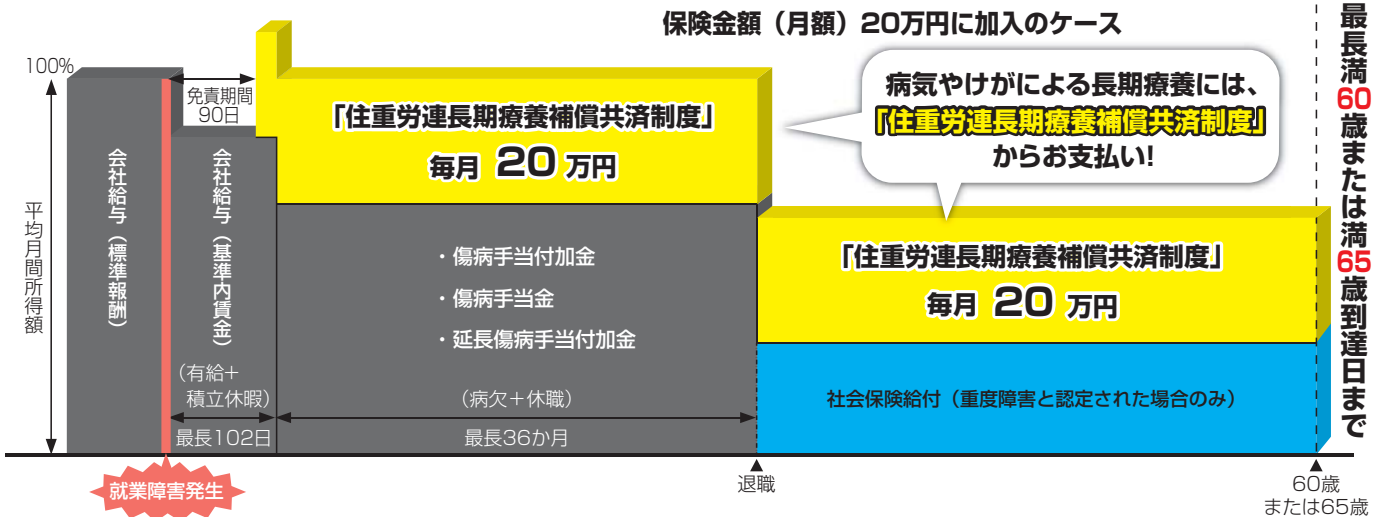 保険金額（月額）20万円に加入のケース
病気やけがによる長期療養には、
「住重労連長期療養補償共済制度」
からお支払い!
最長満60歳または満65歳到達日まで
100%
平均月間所得額
会社給与（標準報酬）
免責期間
90日
会社給与（基準内賃金）
（有給＋
積立休暇）
最長102日
「住重労連長期療養補償共済制度」
毎月 20 万円
・傷病手当付加金
・傷病手当金
・延長傷病手当付加金
（病欠＋休職）
最長36か月
「住重労連長期療養補償共済制度」
毎月 20 万円
社会保険給付（重度障害と認定された場合のみ）
就業障害発生
退職
60歳
または65歳